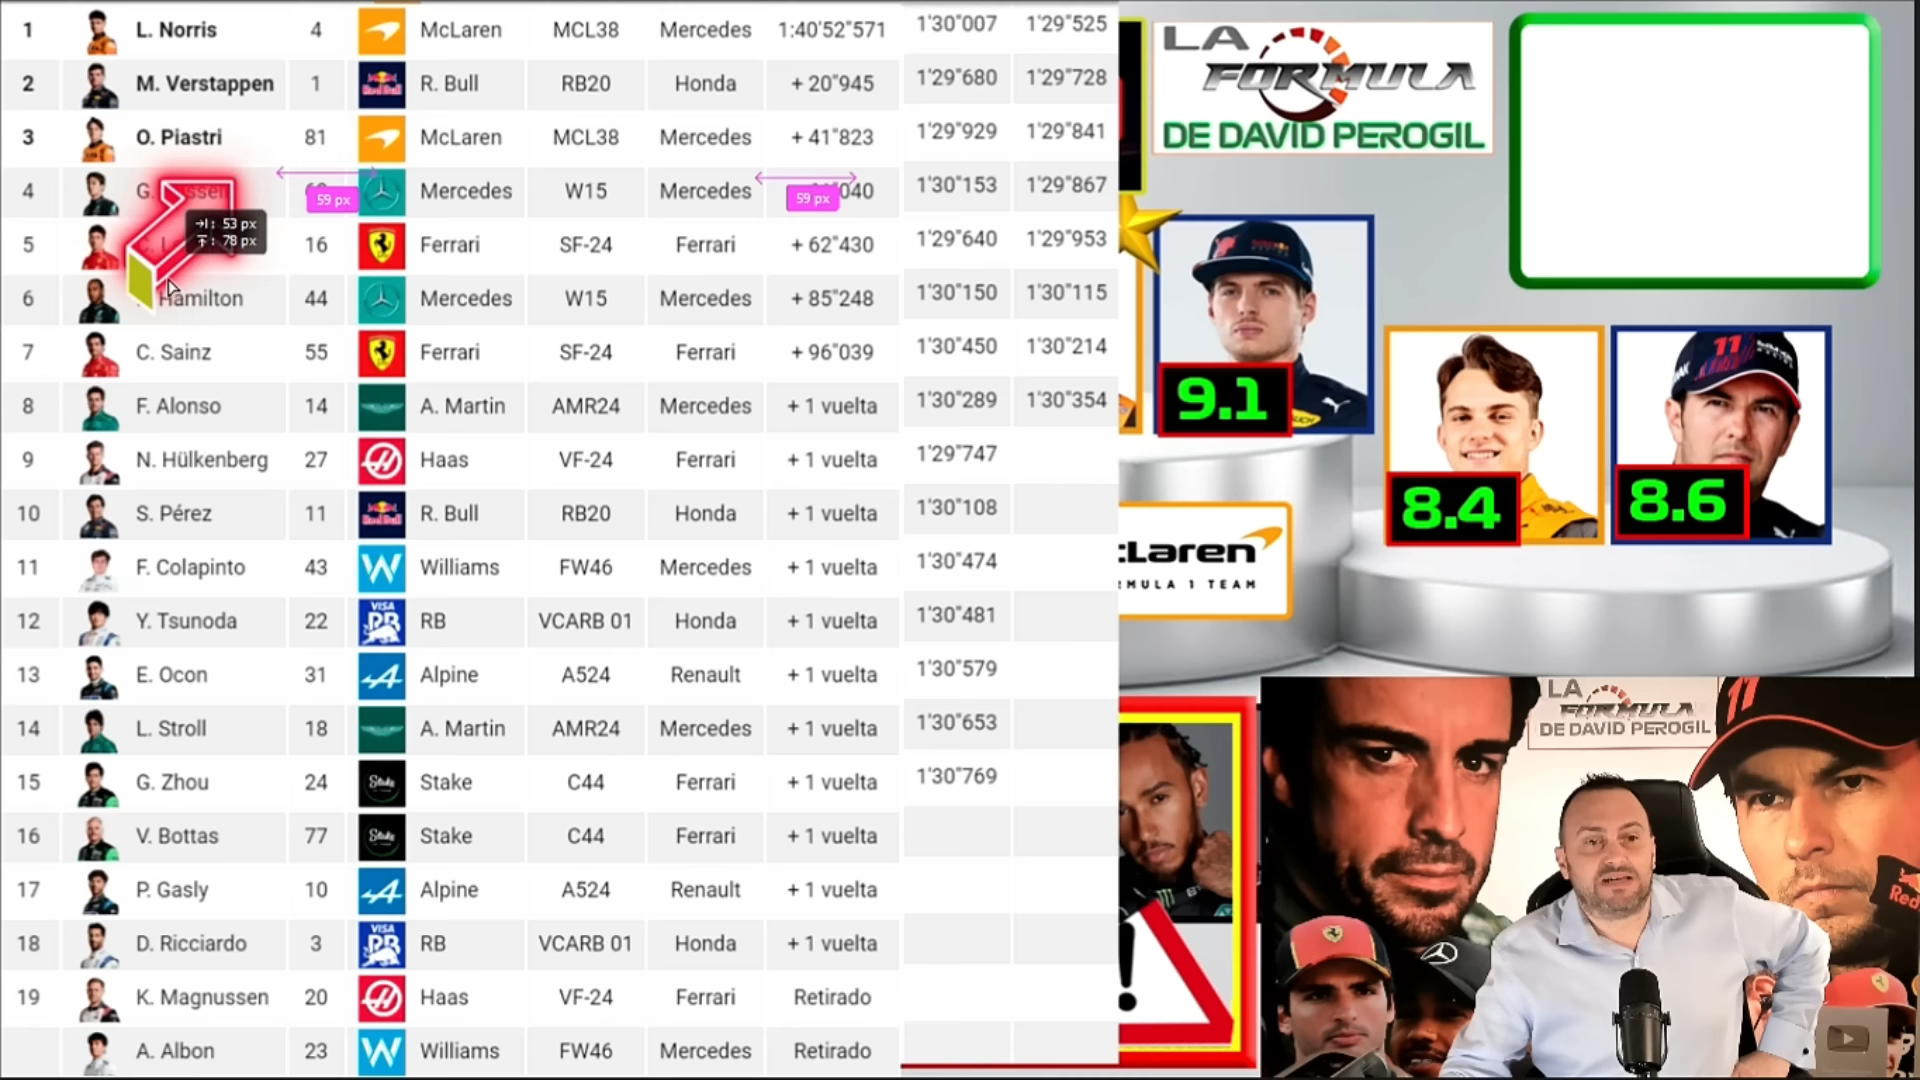 1 L. Norris 4 McLaren MCL38 Mercedes 1:40'52"571 1'30"007 1'29"525
2 M. Verstappen 1 R. Bull RB20 Honda + 20"945 1'29"680 1'29"728
3 O. Piastri 81 McLaren MCL38 Mercedes + 41"823 1'29"929 1'29"841
4 Mercedes W15 Mercedes 1'30"153 1'29"867
59 px
59 px
53 px
78 px
5 16 Ferrari SF-24 Ferrari + 62"430 1'29"640 1'29"953
6 Hamilton 44 Mercedes W15 Mercedes + 85"248 1'30"150 1'30"115
7 C. Sainz 55 Ferrari SF-24 Ferrari + 96"039 1'30"450 1'30"214
8 F. Alonso 14 A. Martin AMR24 Mercedes + 1 vuelta 1'30"289 1'30"354
9 N. Hülkenberg 27 Haas VF-24 Ferrari + 1 vuelta 1'29"747
10 S. Pérez 11 R. Bull RB20 Honda + 1 vuelta 1'30"108
11 F. Colapinto 43 Williams FW46 Mercedes + 1 vuelta 1'30"474
12 Y. Tsunoda 22 VISA RB RB VCARB 01 Honda + 1 vuelta 1'30"481
13 E. Ocon 31 Alpine A524 Renault + 1 vuelta 1'30"579
14 L. Stroll 18 A. Martin AMR24 Mercedes + 1 vuelta 1'30"653
15 G. Zhou 24 Stake Stake C44 Ferrari + 1 vuelta 1'30"769
16 V. Bottas 77 Stake Stake C44 Ferrari + 1 vuelta
17 P. Gasly 10 Alpine A524 Renault + 1 vuelta
18 D. Ricciardo 3 VISA RB RB VCARB 01 Honda + 1 vuelta
19 K. Magnussen 20 Haas VF-24 Ferrari Retirado
A. Albon 23 Williams FW46 Mercedes Retirado
LA
FORMULA
DE DAVID PEROGIL
9.1
8.4
11
8.6
cLaren
RMULA 1 TEAM
!
LA
FORMULA
DE DAVID PEROGIL
11
Red